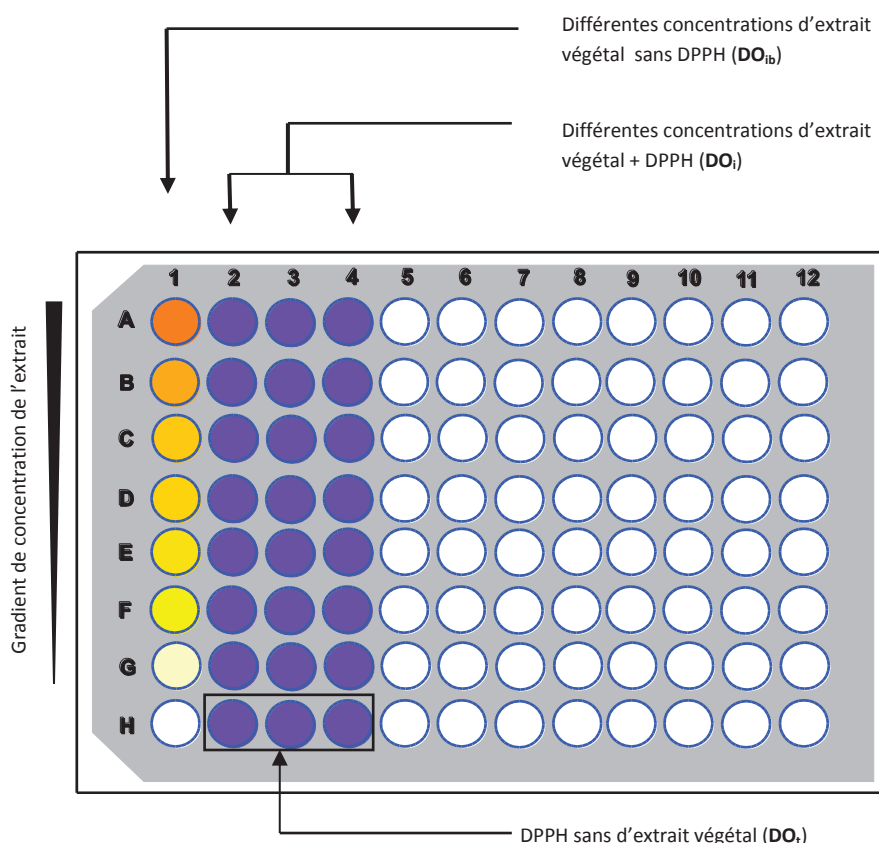 Différentes concentrations d'extrait
végétal sans DPPH (DOib)
Différentes concentrations d'extrait
végétal + DPPH (DOi)
Gradient de concentration de l'extrait
1 2 3 4 5 6 7 8 9 10 11 12
A
B
C
D
E
F
G
H
DPPH sans d'extrait végétal (DOt)